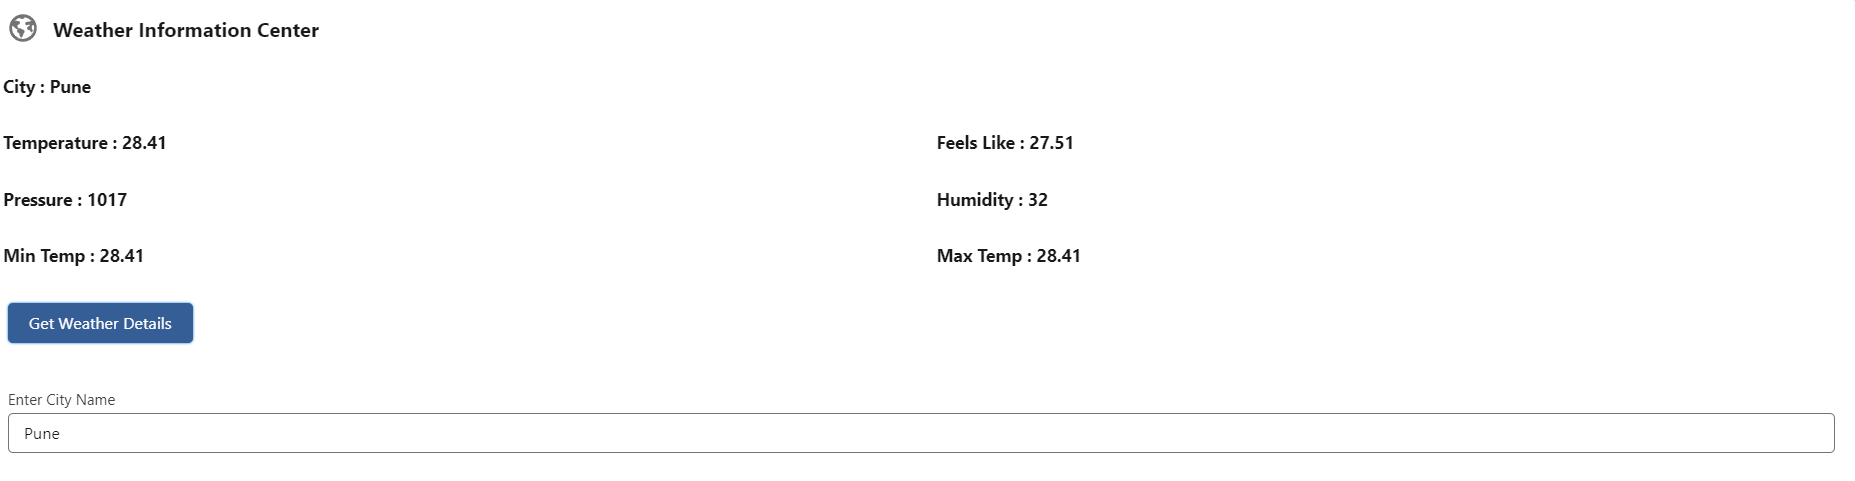 Weather Information Center
City : Pune
Temperature : 28.41
Feels Like : 27.51
Pressure : 1017
Humidity : 32
Min Temp : 28.41
Max Temp : 28.41
Get Weather Details
Enter City Name
Pune